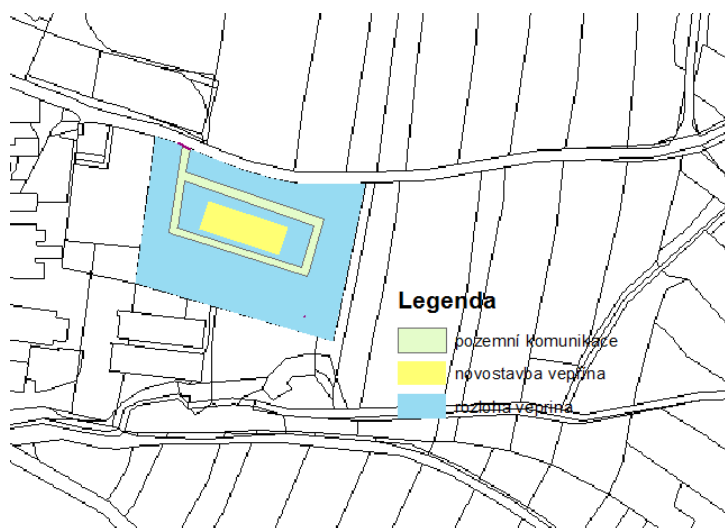 Legenda
pozemní komunikace
novostavba vepřína
rozloha vepřína